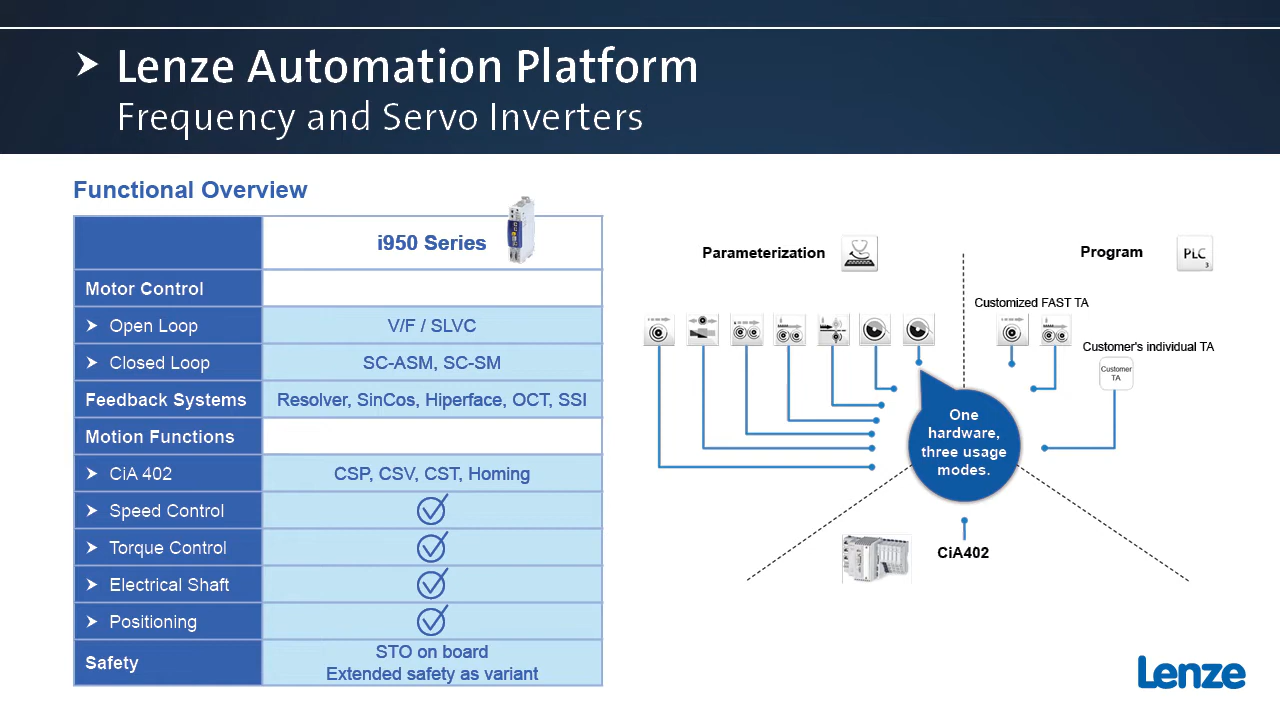 Lenze Automation Platform
Frequency and Servo Inverters
Functional Overview
i950 Series
Motor Control
Open Loop
V/F / SLVC
Closed Loop
SC-ASM, SC-SM
Feedback Systems
Resolver, SinCos, Hiperface, OCT, SSI
Motion Functions
CiA 402
CSP, CSV, CST, Homing
Speed Control
Torque Control
Electrical Shaft
Positioning
Safety
STO on board
Extended safety as variant
Parameterization
Program
PLC
3
Customized FAST TA
Customer's individual TA
Customer
TA
One
hardware,
three usage
modes.
CiA402
Lenze